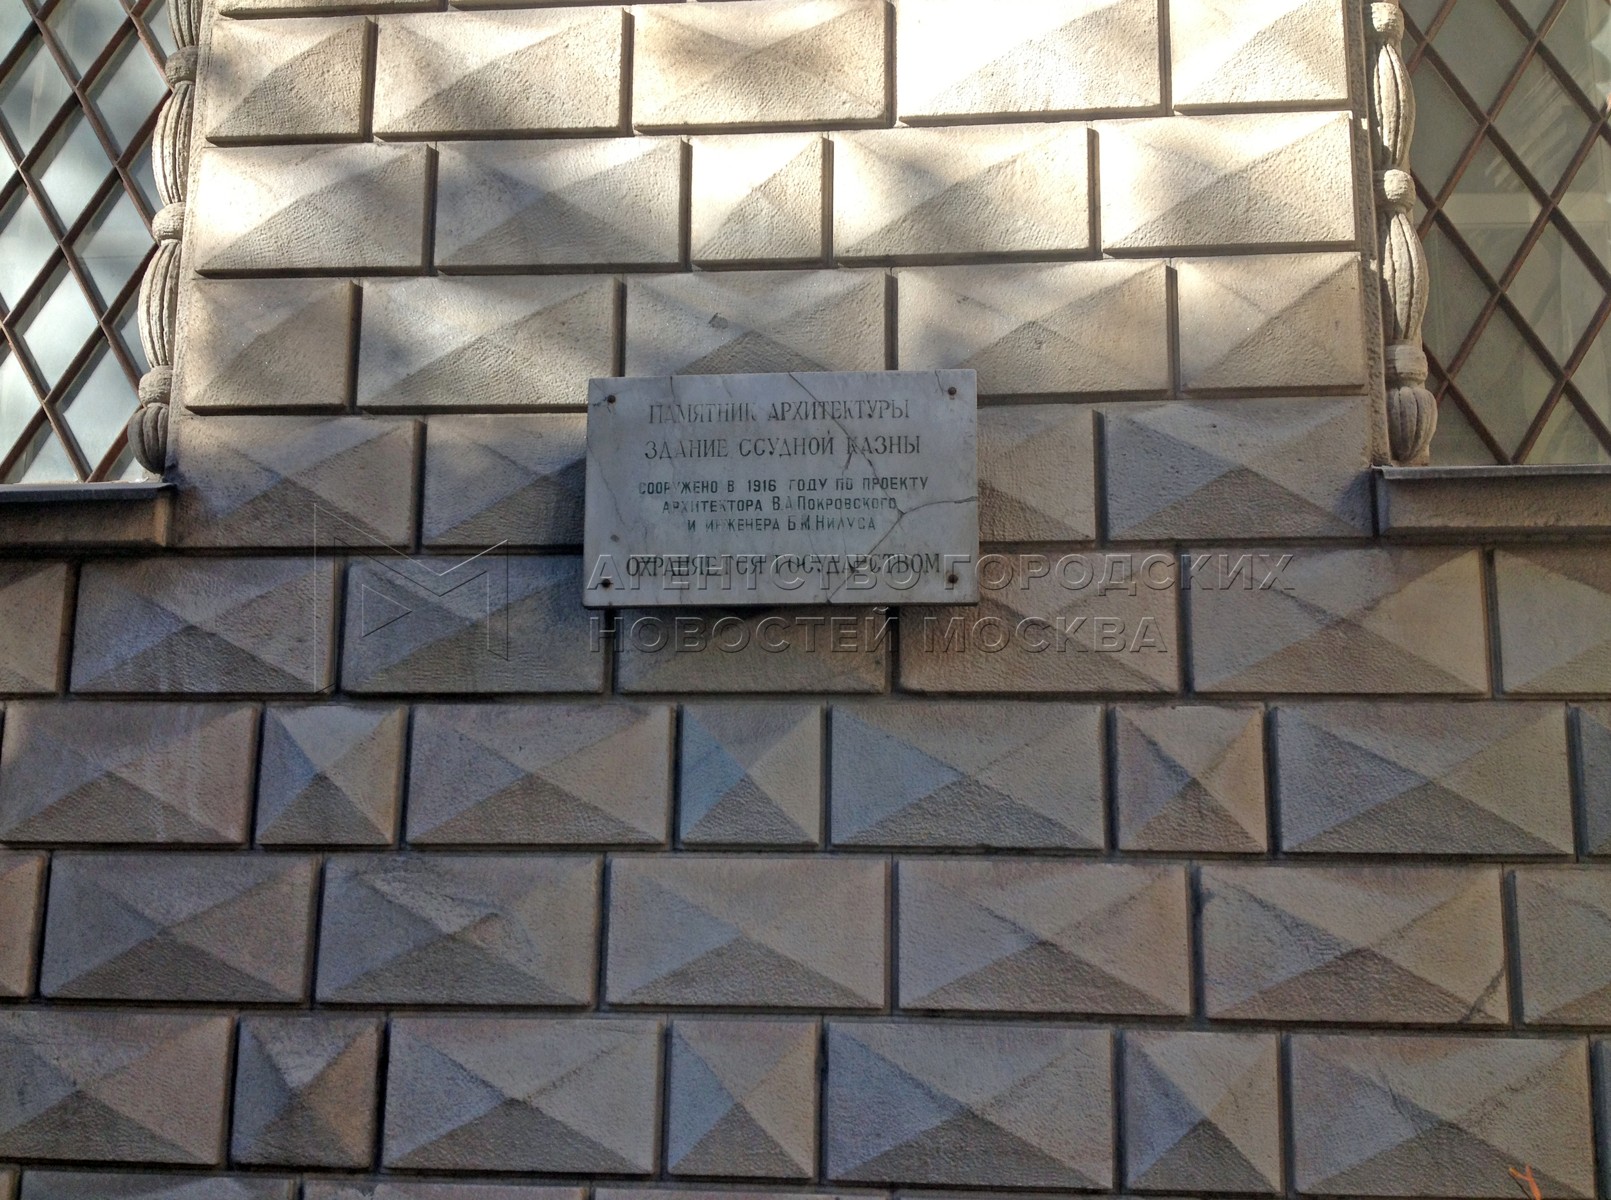 ПАМЯТНИК АРХИТЕКТУРЫ
ЗДАНИЕ ССУДНОЙ КАЗНЫ
СООРУЖЕНО В 1916 ГОДУ ПО ПРОЕКТУ
АРХИТЕКТОРА В.А.ПОКРОВСКОГО
И ИНЖЕНЕРА Б.М.НИЛУСА
ОХРАНЯЕТСЯ ГОСУДАРСТВОМ
АГЕНТСТВО ГОРОДСКИХ
НОВОСТЕЙ МОСКВА